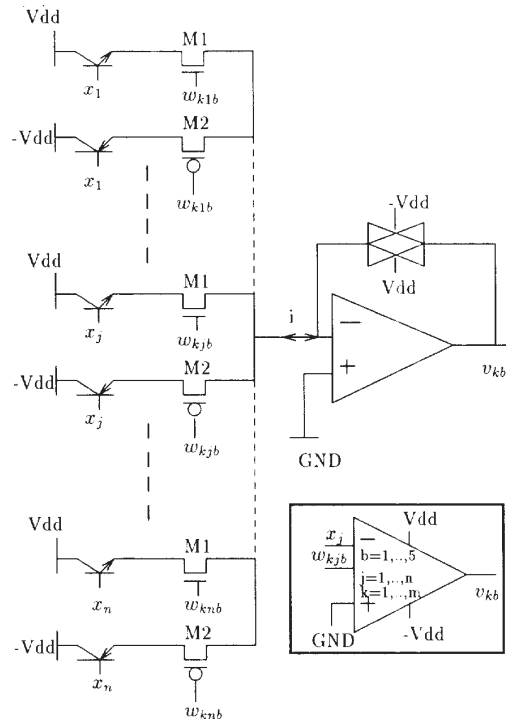 Vdd
M1
x1
wk1b
-Vdd
M2
x1
wk1b
Vdd
M1
xj
wkjb
-Vdd
M2
xj
wkjb
Vdd
M1
xn
wknb
-Vdd
M2
xn
wknb
i
-Vdd
Vdd
−
+
vkb
GND
xj
wkjb
Vdd
−
b=1,..,5
j=1,..,n
k=1,..,m
+
vkb
GND
-Vdd